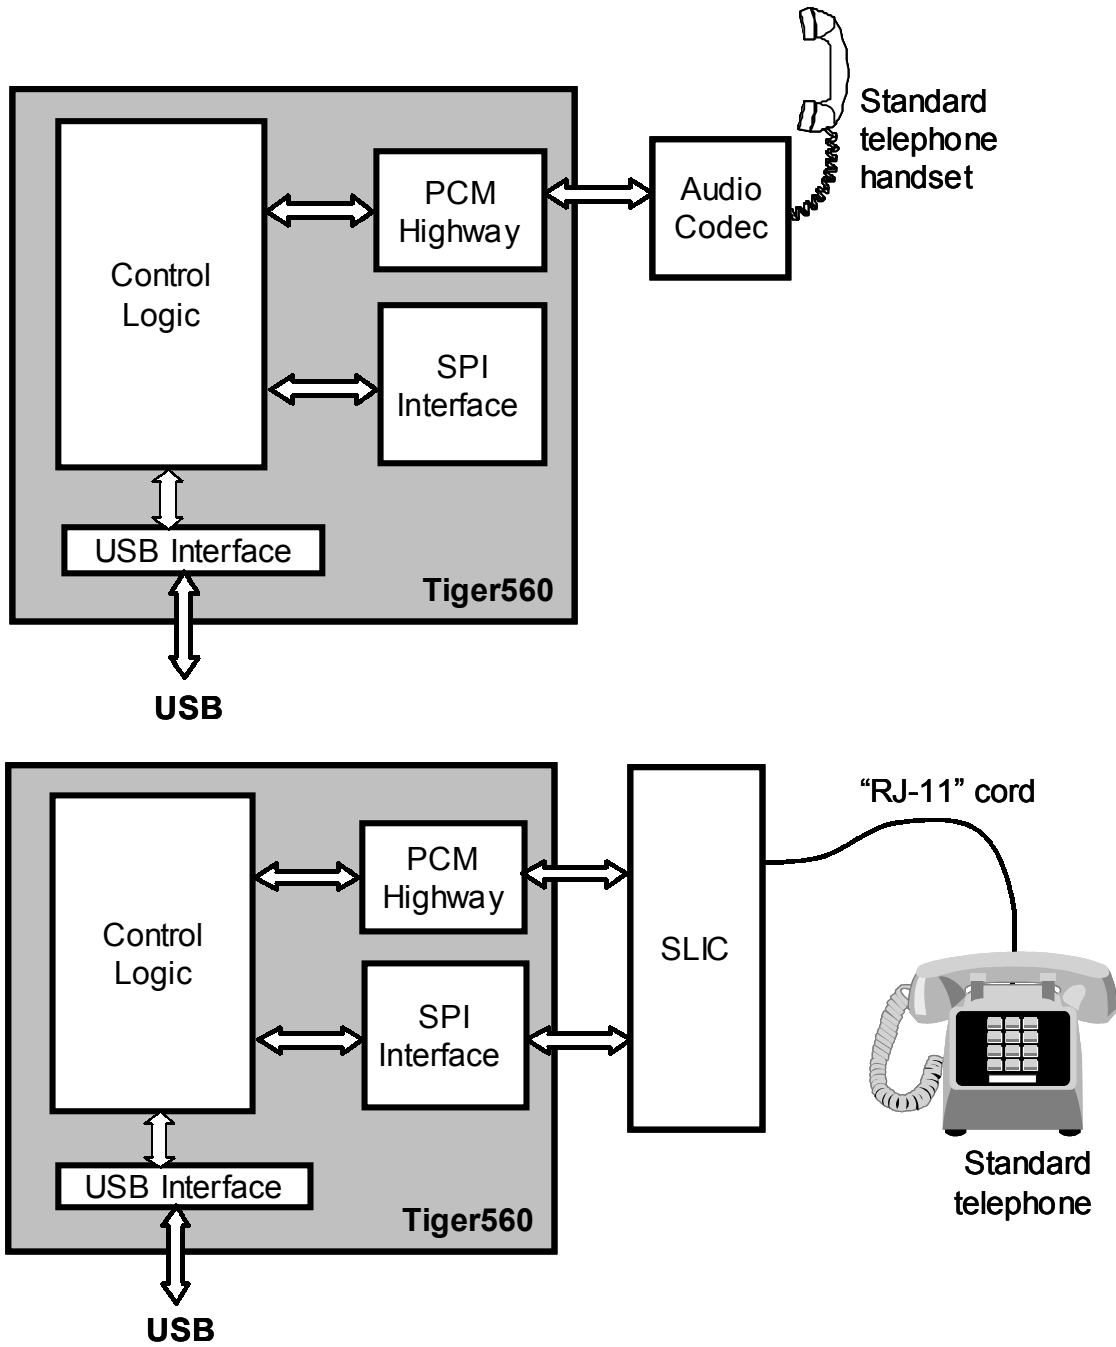 Standard
telephone
handset
PCM
Highway
Audio
Codec
Control
Logic
SPI
Interface
USB Interface
Tiger560
USB
“RJ-11” cord
PCM
Highway
Control
Logic
SLIC
SPI
Interface
USB Interface
Tiger560
Standard
telephone
USB